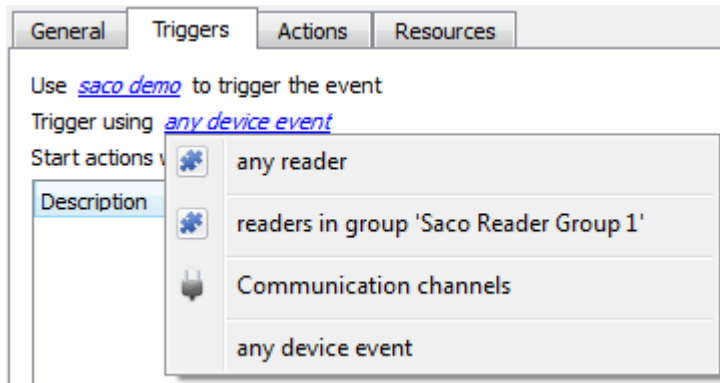 General Triggers Actions Resources
Use saco demo to trigger the event
Trigger using any device event
Start actions
any reader
Description
readers in group 'Saco Reader Group 1'
Communication channels
any device event